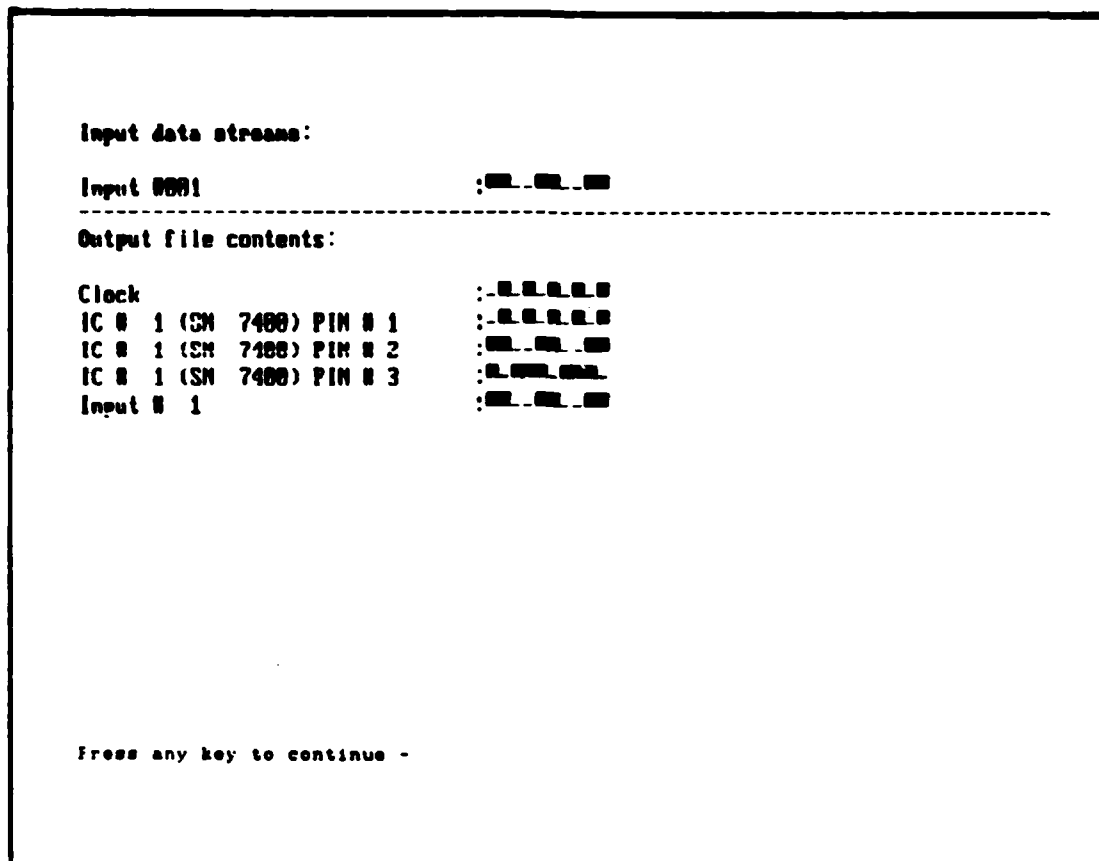 Input data streams:
Input #001 :
Output file contents:
Clock :
IC # 1 (SN 7400) PIN # 1 :
IC # 1 (SN 7400) PIN # 2 :
IC # 1 (SN 7400) PIN # 3 :
Input # 1 :
Press any key to continue -